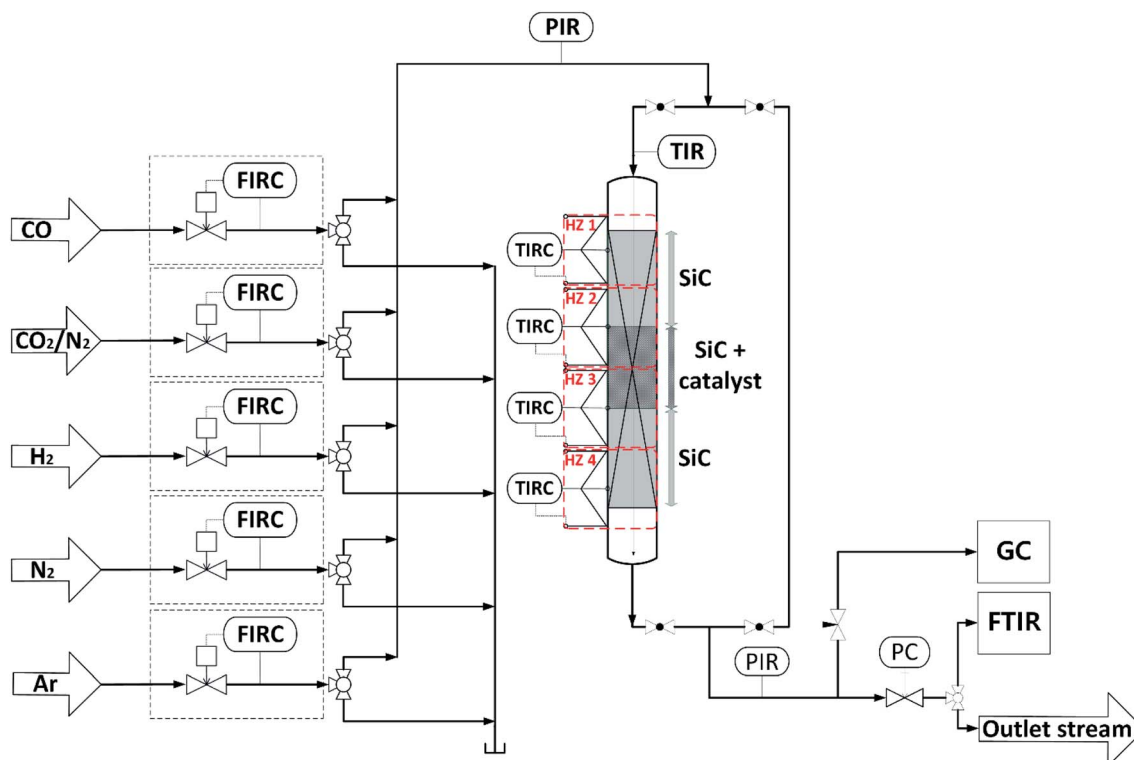 PIR
TIR
FIRC
CO
HZ 1
TIRC
SiC
FIRC
CO₂/N₂
HZ 2
TIRC
SiC +
catalyst
FIRC
H₂
HZ 3
TIRC
SiC
HZ 4
TIRC
FIRC
N₂
GC
FIRC
FTIR
Ar
PIR
PC
Outlet stream